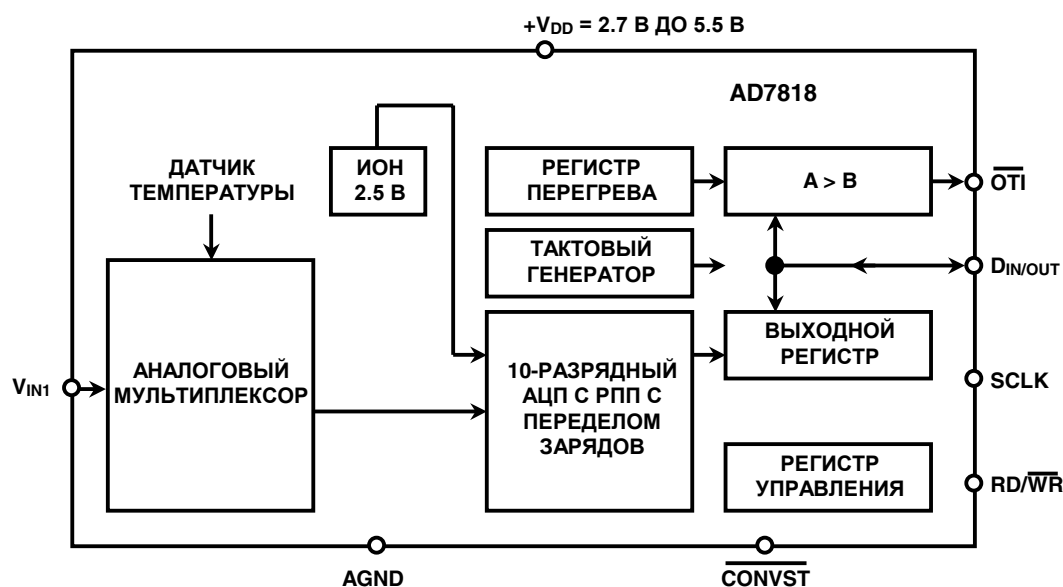 +VDD = 2.7 В ДО 5.5 В
AD7818
ДАТЧИК
ТЕМПЕРАТУРЫ
ИОН
2.5 В
РЕГИСТР
ПЕРЕГРЕВА
A > B
OTI
ТАКТОВЫЙ
ГЕНЕРАТОР
DIN/OUT
АНАЛОГОВЫЙ
МУЛЬТИПЛЕКСОР
VIN1
10-РАЗРЯДНЫЙ
АЦП С РПП С
ПЕРЕДЕЛОМ
ЗАРЯДОВ
ВЫХОДНОЙ
РЕГИСТР
SCLK
РЕГИСТР
УПРАВЛЕНИЯ
RD/WR
AGND
CONVST